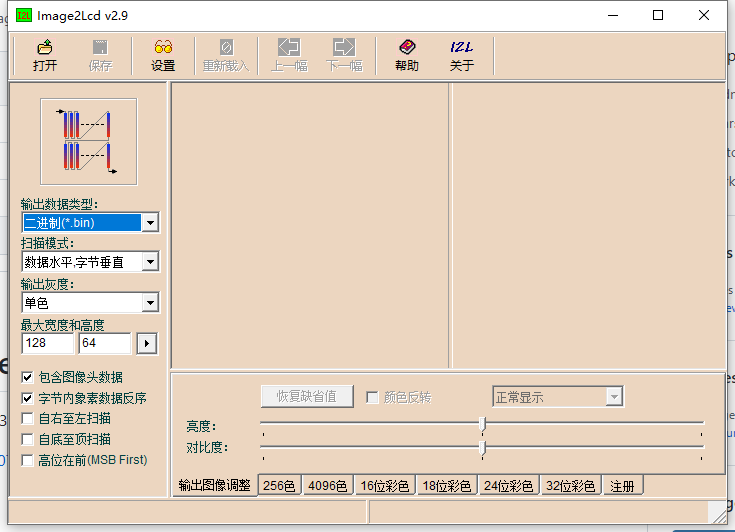 Image2Lcd v2.9
打开 保存 设置 重新载入 上一幅 下一幅 帮助 关于
输出数据类型:
二进制(*.bin)
扫描模式:
数据水平,字节垂直
输出灰度:
单色
最大宽度和高度
128 64
包含图像头数据
字节内象素数据反序
自右至左扫描
自底至顶扫描
高位在前(MSB First)
恢复缺省值 颜色反转 正常显示
亮度:
对比度:
输出图像调整 256色 4096色 16位彩色 18位彩色 24位彩色 32位彩色 注册